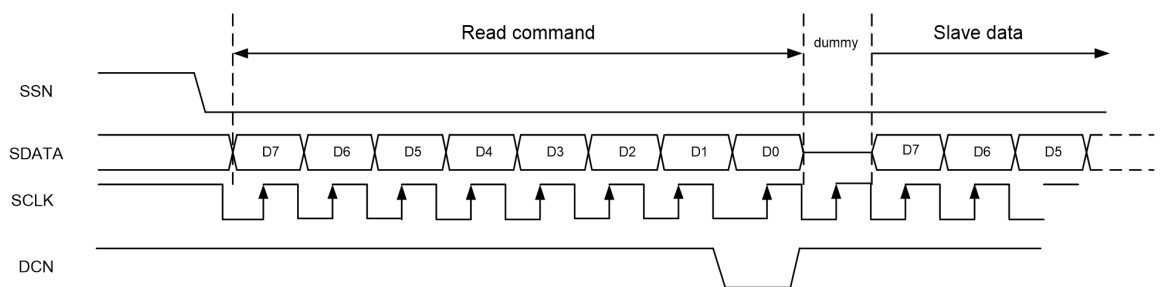 Read command
dummy
Slave data
SSN
SDATA
D7 D6 D5 D4 D3 D2 D1 D0 D7 D6 D5
SCLK
DCN